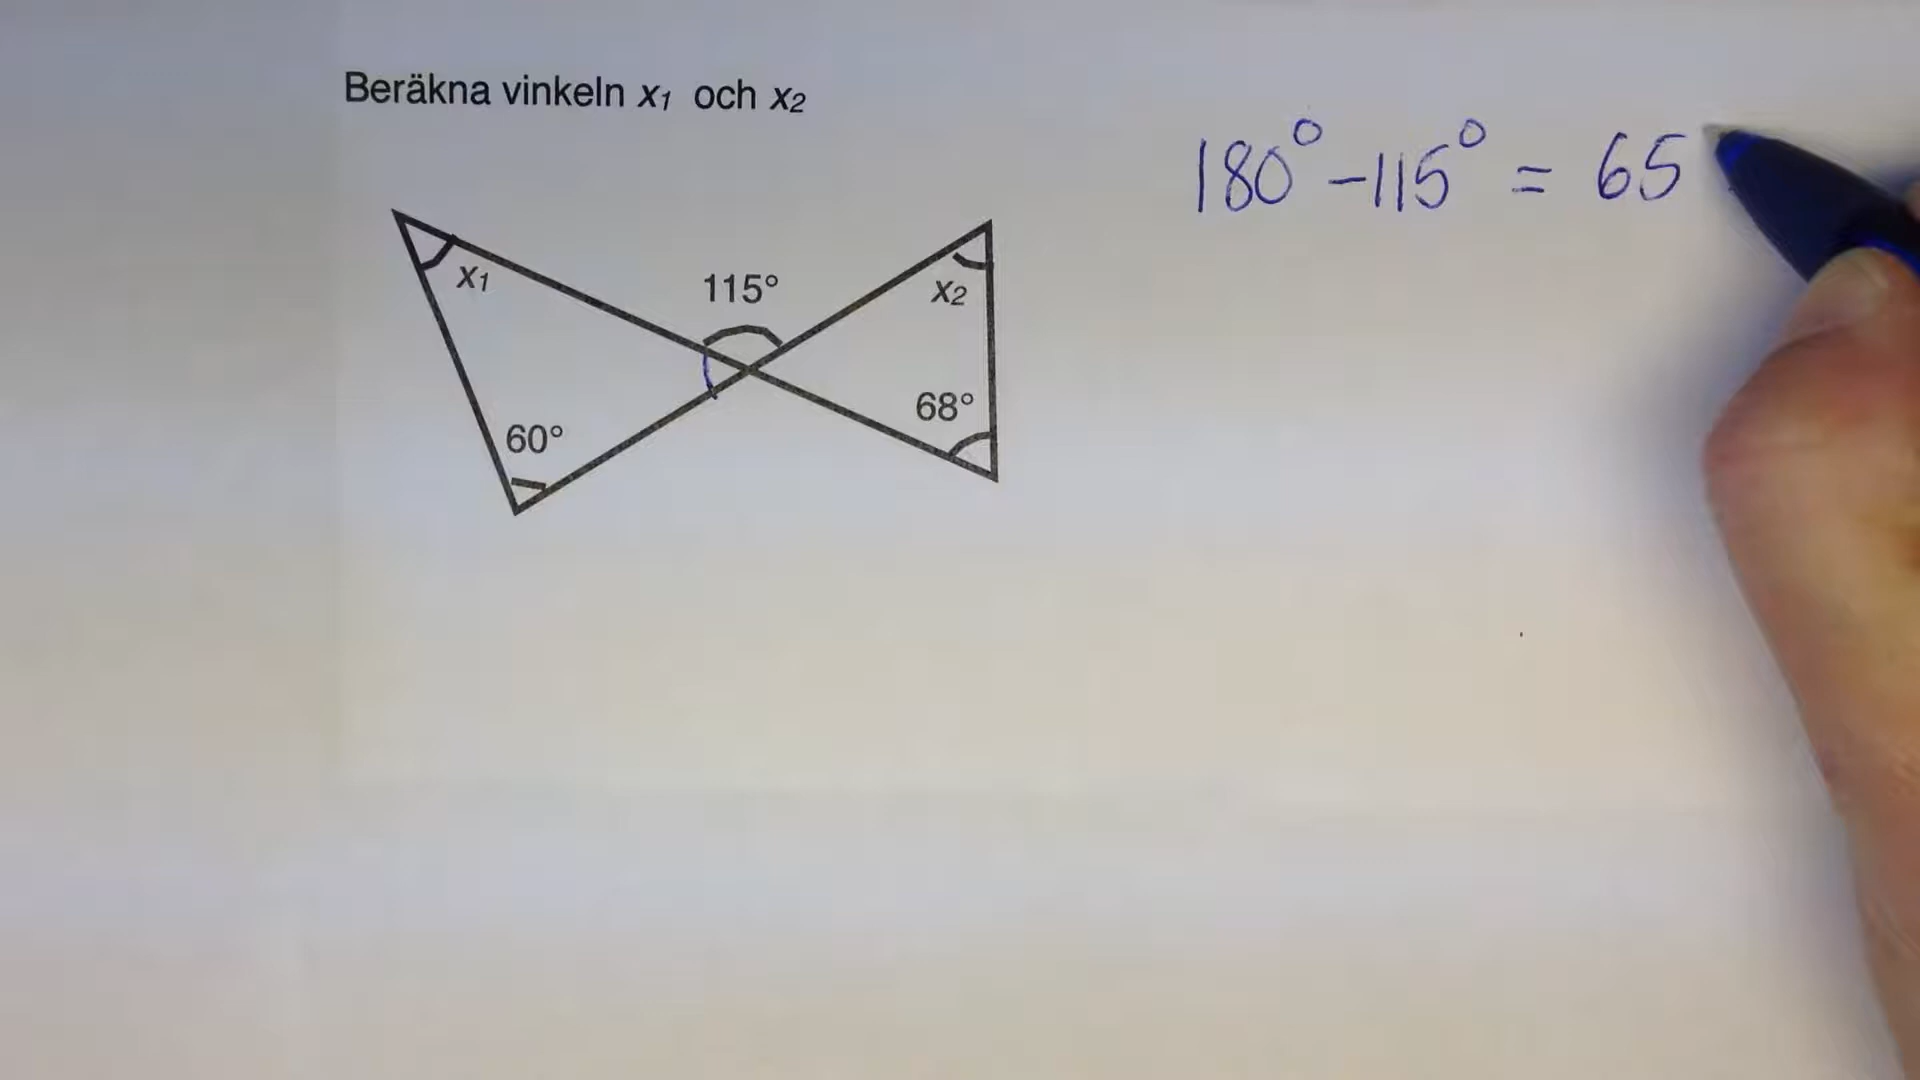 Beräkna vinkeln x₁ och x₂
180° - 115° = 65
x₁
115°
x₂
68°
60°